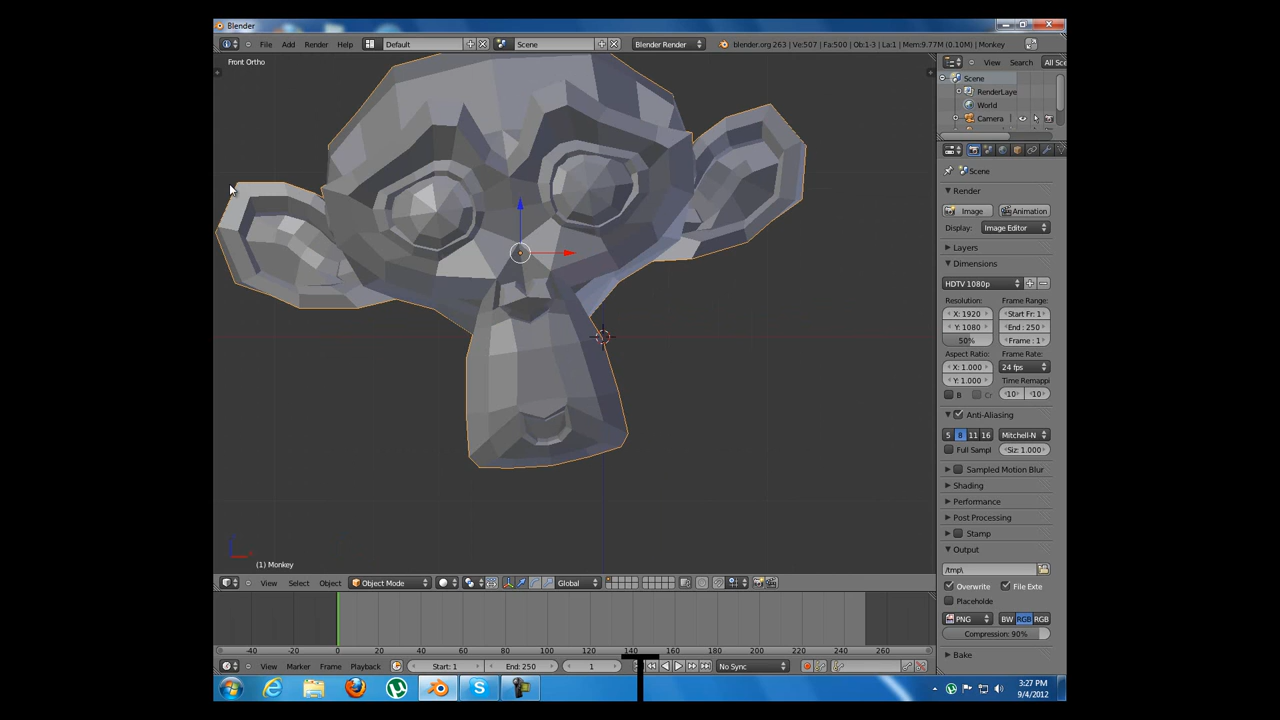 Blender
File Add Render Help Default Scene Blender Render blender.org 263 | Ve:507 | Fa:500 | Ob:1-3 | La:1 | Mem:9.77M (0.10M) | Monkey
Front Ortho
View Search All Sce
Scene
RenderLaye
World
Camera
Scene
Render
Image Animation
Display: Image Editor
Layers
Dimensions
HDTV 1080p
Resolution: Frame Range:
X: 1920 Start Fr: 1
Y: 1080 End: 250
50% Frame: 1
Aspect Ratio: Frame Rate:
X: 1.000 24 fps
Y: 1.000 Time Remappi
B Cr 10 10
Anti-Aliasing
5 8 11 16 Mitchell-N
Full Sampl Siz: 1.000
Sampled Motion Blur
Shading
Performance
Post Processing
Stamp
Output
/tmp\
Overwrite File Exte
Placeholde
PNG BW RGB RGB
Compression: 90%
Bake
(1) Monkey
View Select Object Object Mode Global
-40 -20 0 20 40 60 80 100 120 140 160 180 200 220 240 260
View Marker Frame Playback Start: 1 End: 250 1 No Sync
3:27 PM
9/4/2012